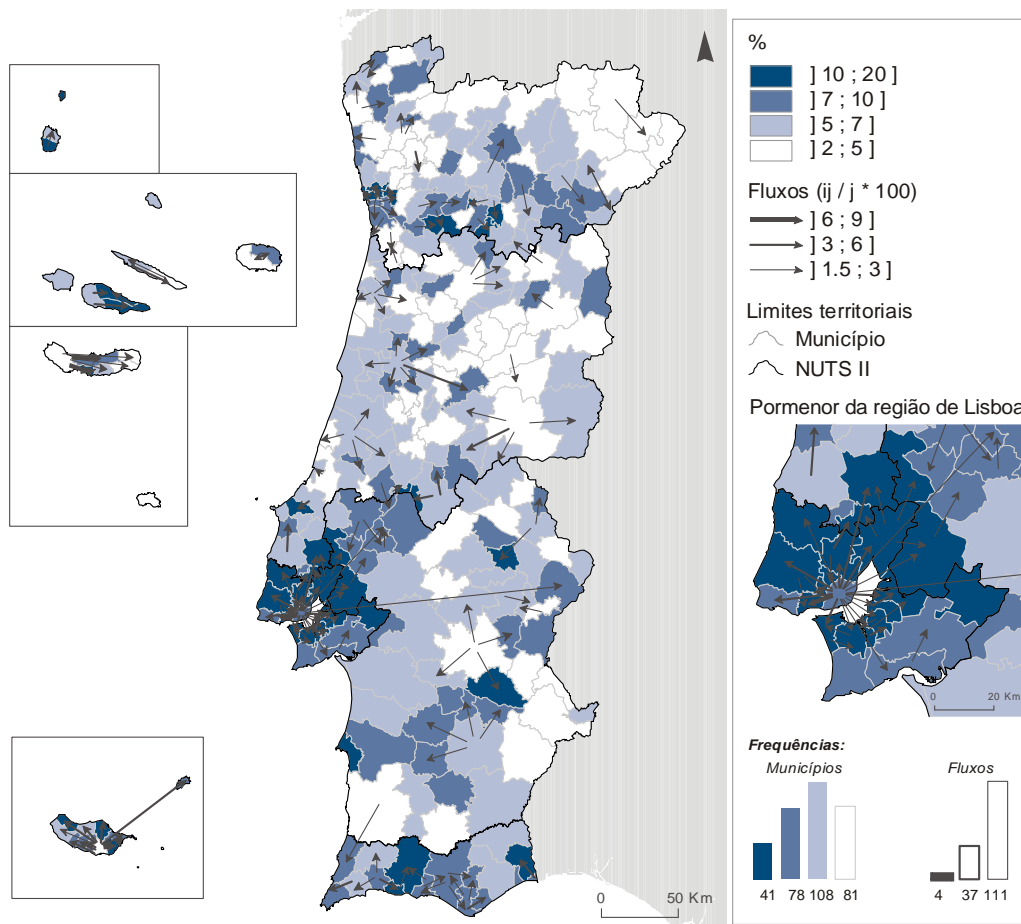 %
] 10 ; 20 ]
] 7 ; 10 ]
] 5 ; 7 ]
] 2 ; 5 ]
Fluxos (ij / j * 100)
] 6 ; 9 ]
] 3 ; 6 ]
] 1.5 ; 3 ]
Limites territoriais
Município
NUTS II
Pormenor da região de Lisboa
0 20 Km
Frequências:
Municípios Fluxos
41 78 108 81 4 37 111
0 50 Km